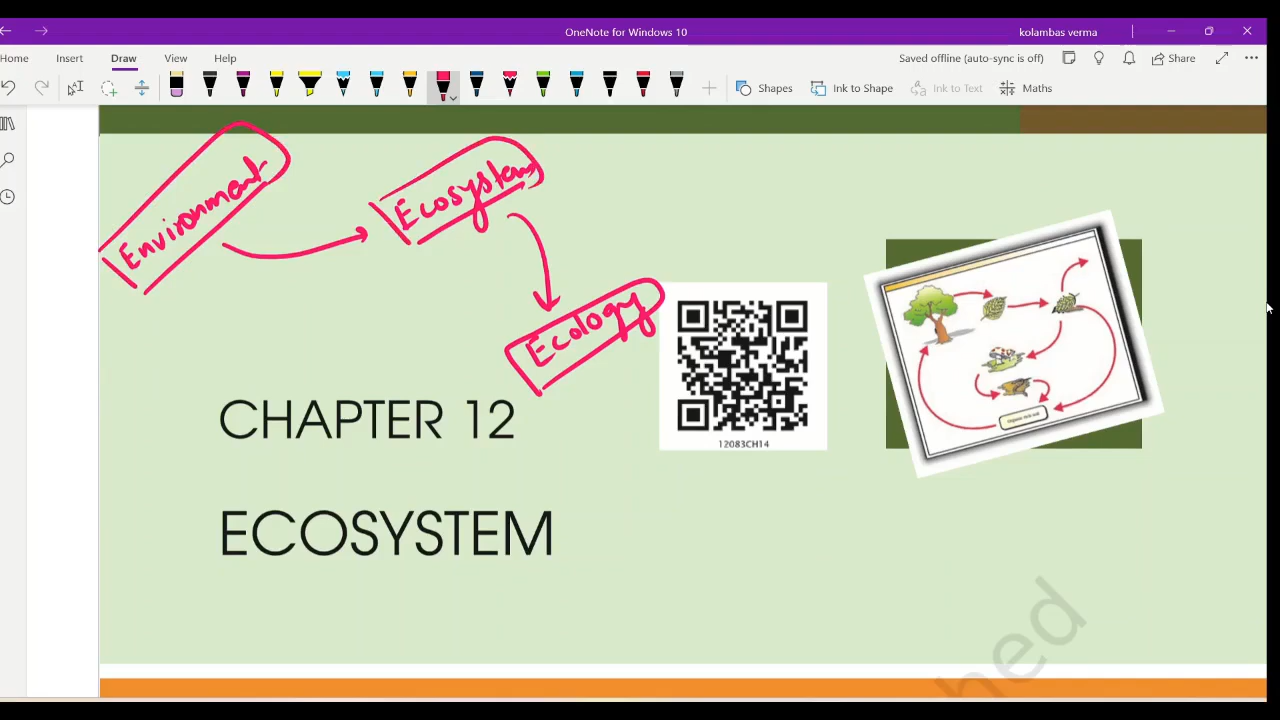 OneNote for Windows 10
kolambas verma
Home Insert Draw View Help
Saved offline (auto-sync is off)
Share
Shapes
Ink to Shape
Ink to Text
Maths
Environment
Ecosystem
Ecology
12083CH14
CHAPTER 12
ECOSYSTEM
hed